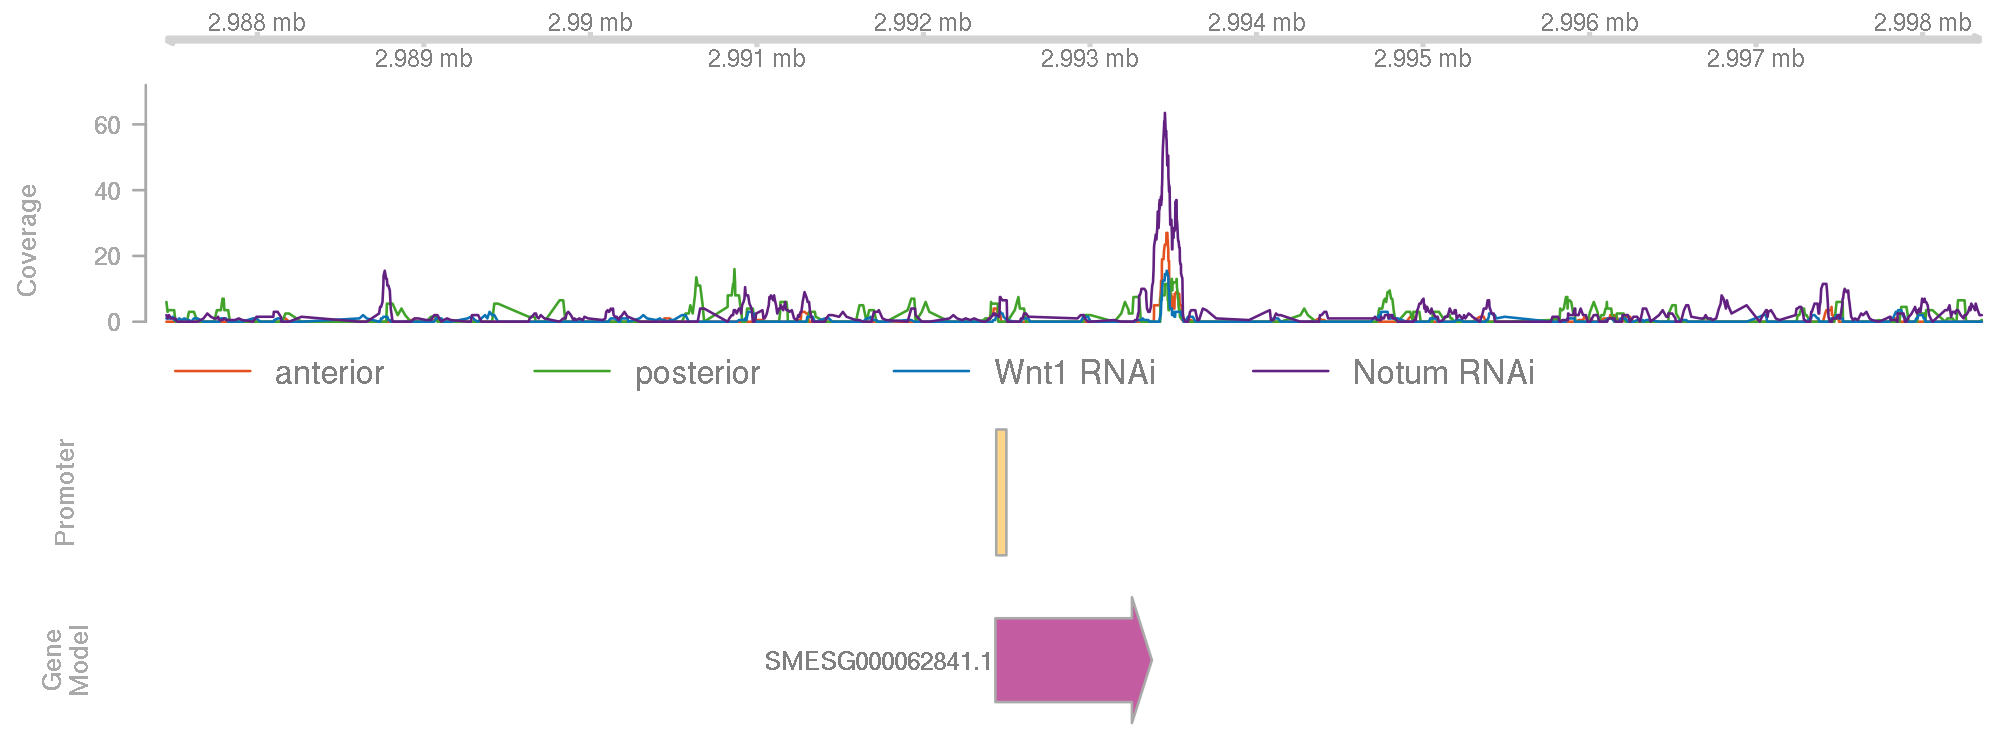 2.988 mb 2.99 mb 2.992 mb 2.994 mb 2.996 mb 2.998 mb
2.989 mb 2.991 mb 2.993 mb 2.995 mb 2.997 mb
Coverage
60
40
20
0
anterior posterior Wnt1 RNAi Notum RNAi
Promoter
Gene
Model
SMESG000062841.1